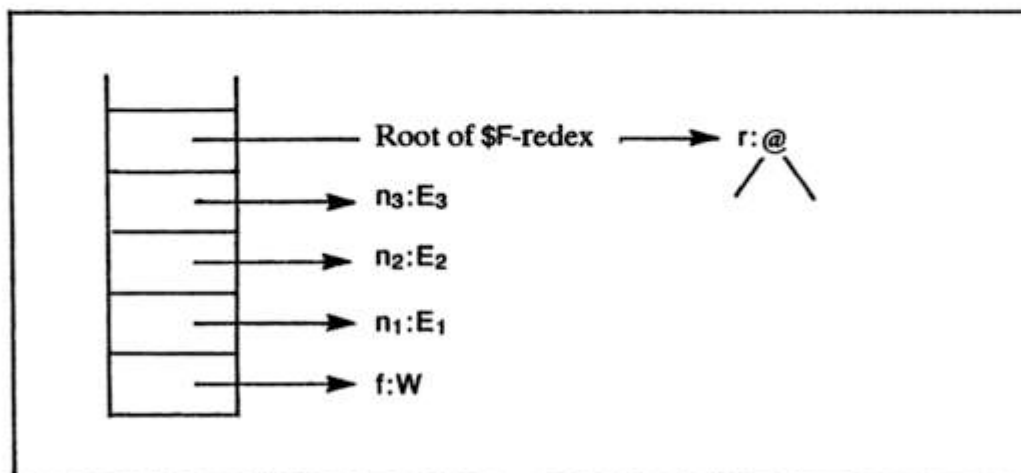 Root of $F-redex r:@
n₃:E₃
n₂:E₂
n₁:E₁
f:W